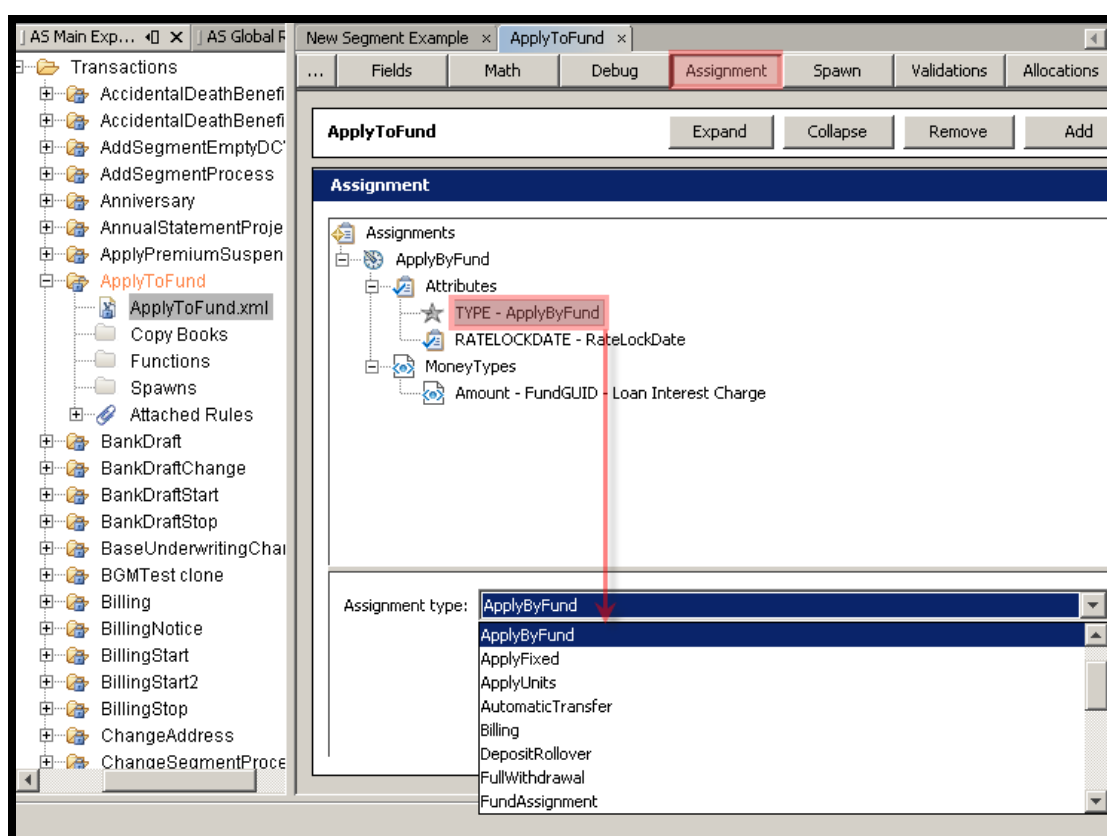 AS Main Exp... AS Global R
Transactions
AccidentalDeathBenefi
AccidentalDeathBenefi
AddSegmentEmptyDC
AddSegmentProcess
Anniversary
AnnualStatementProje
ApplyPremiumSuspen
ApplyToFund
ApplyToFund.xml
Copy Books
Functions
Spawns
Attached Rules
BankDraft
BankDraftChange
BankDraftStart
BankDraftStop
BaseUnderwritingChar
BGMTest clone
Billing
BillingNotice
BillingStart
BillingStart2
BillingStop
ChangeAddress
ChangeSegmentProce
New Segment Example ApplyToFund
... Fields Math Debug Assignment Spawn Validations Allocations
ApplyToFund Expand Collapse Remove Add
Assignment
Assignments
ApplyByFund
Attributes
TYPE - ApplyByFund
RATELOCKDATE - RateLockDate
MoneyTypes
Amount - FundGUID - Loan Interest Charge
Assignment type: ApplyByFund
ApplyByFund
ApplyFixed
ApplyUnits
AutomaticTransfer
Billing
DepositRollover
FullWithdrawal
FundAssignment